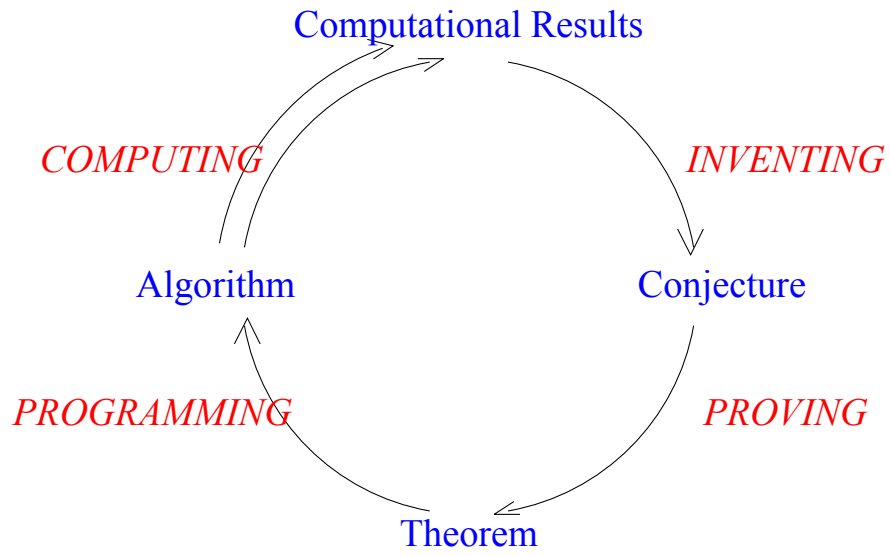 Computational Results
COMPUTING
INVENTING
Algorithm
Conjecture
PROGRAMMING
PROVING
Theorem